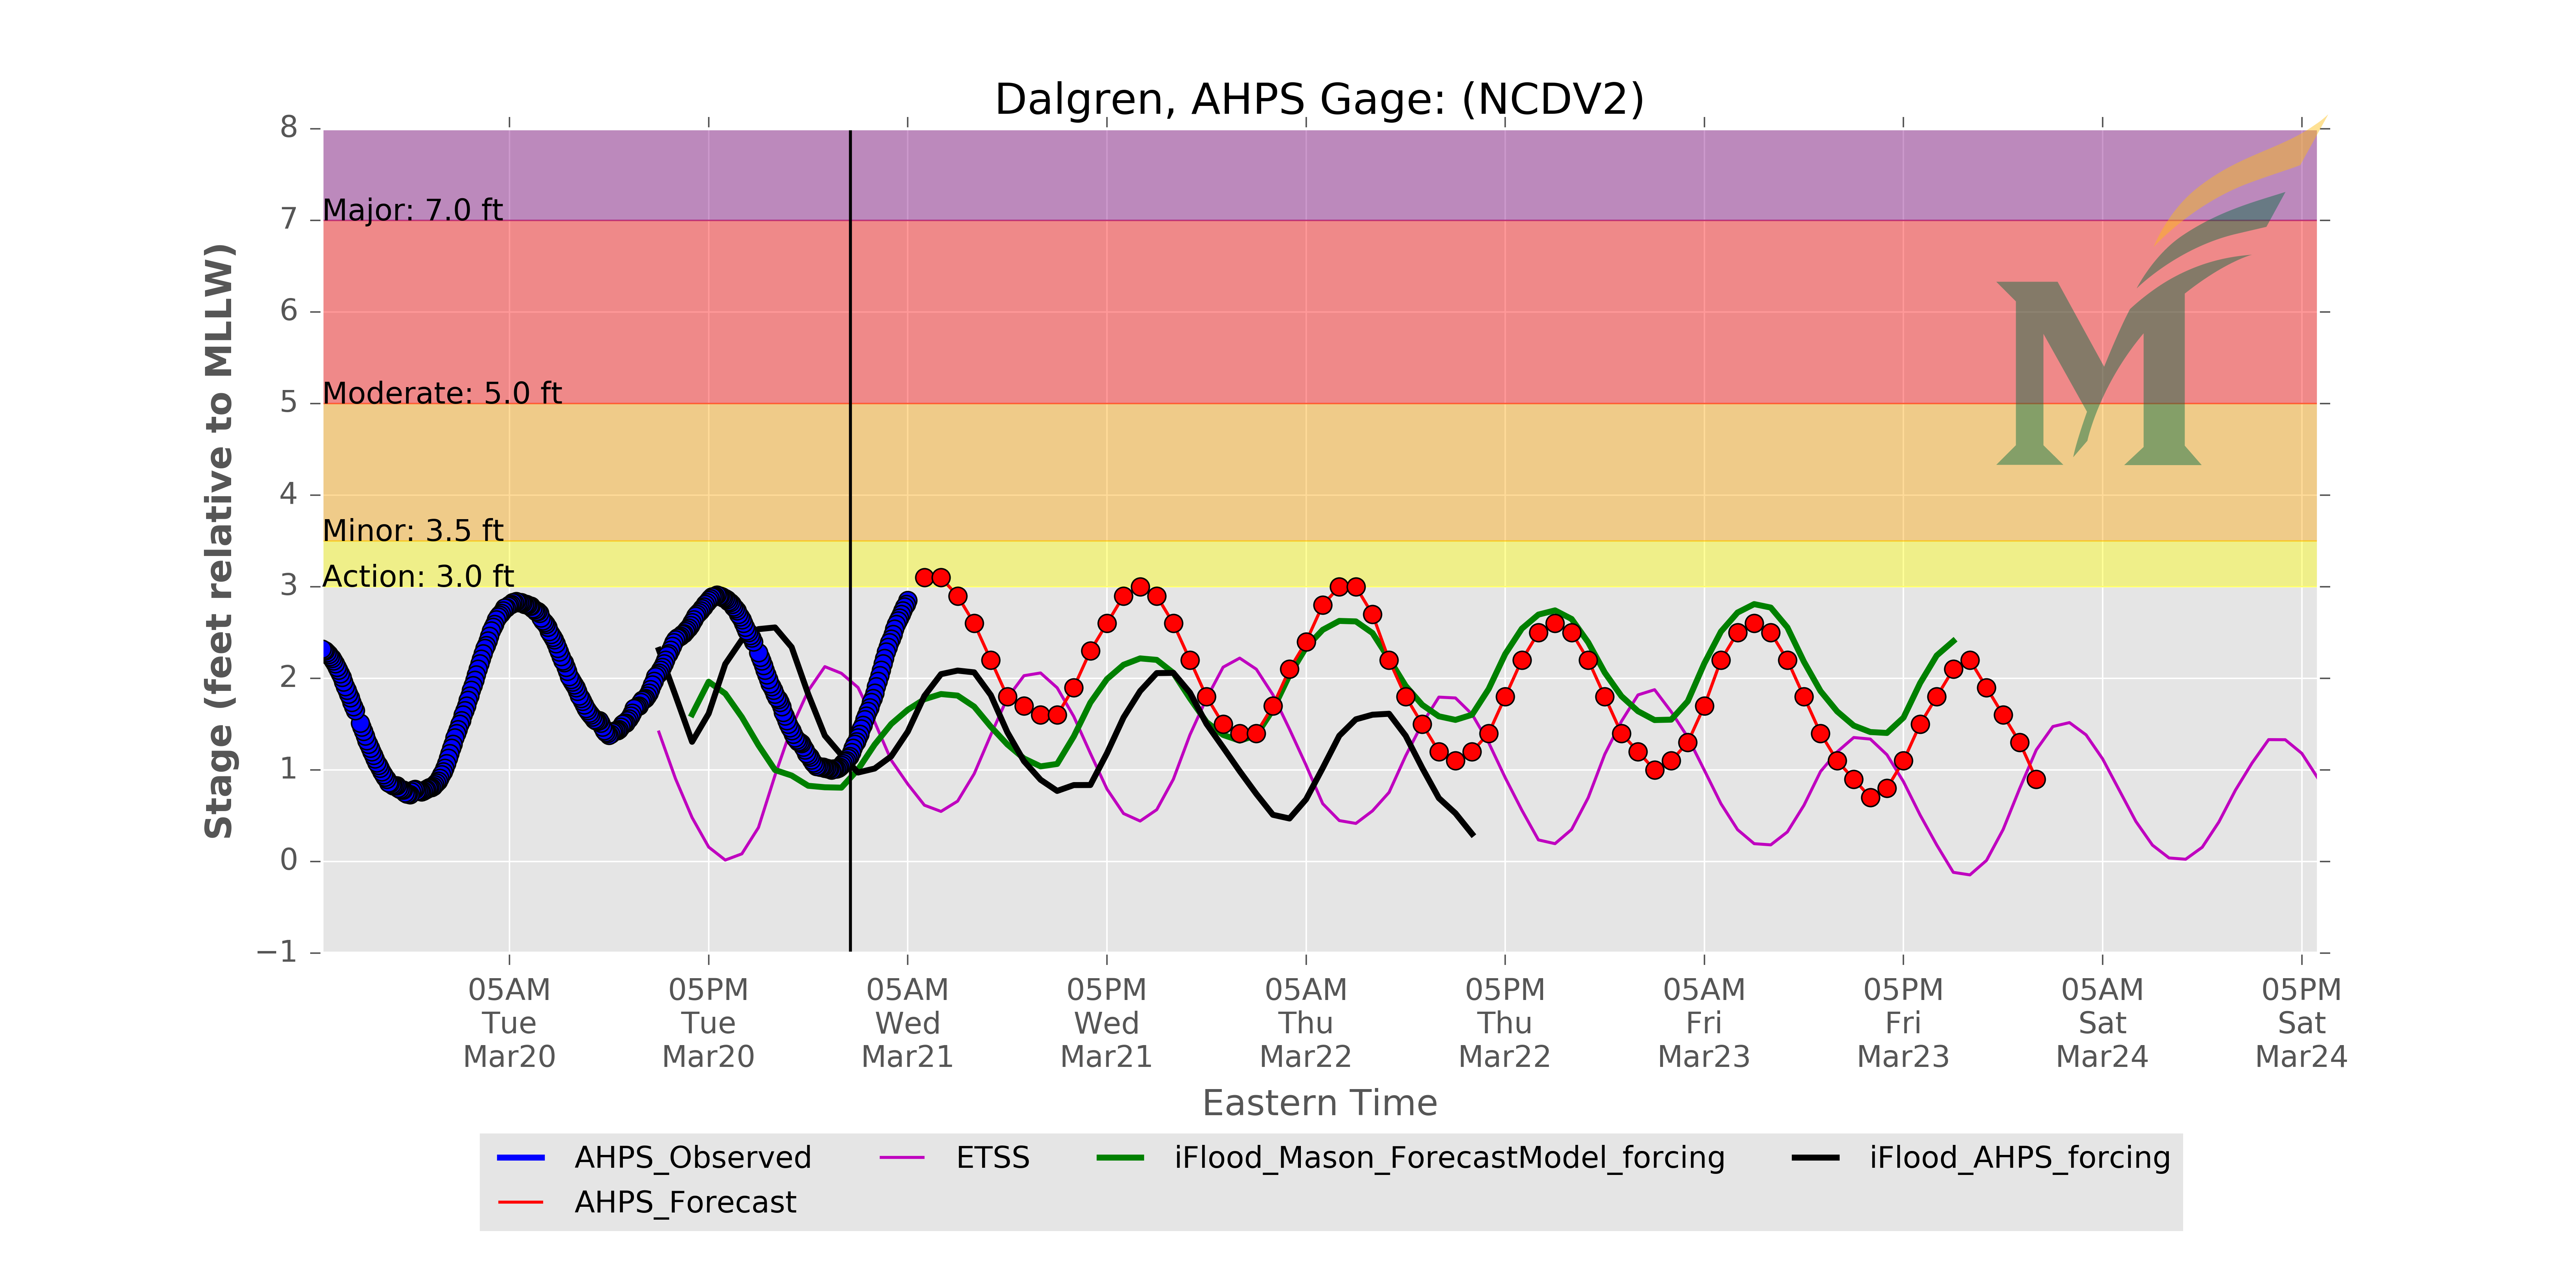 Dalgren, AHPS Gage: (NCDV2)
Stage (feet relative to MLLW)
8
7
6
5
4
3
2
1
0
−1
Major: 7.0 ft
Moderate: 5.0 ft
Minor: 3.5 ft
Action: 3.0 ft
M
05AM 05PM 05AM 05PM 05AM 05PM 05AM 05PM 05AM 05PM
Tue Tue Wed Wed Thu Thu Fri Fri Sat Sat
Mar20 Mar20 Mar21 Mar21 Mar22 Mar22 Mar23 Mar23 Mar24 Mar24
Eastern Time
AHPS_Observed ETSS iFlood_Mason_ForecastModel_forcing iFlood_AHPS_forcing
AHPS_Forecast